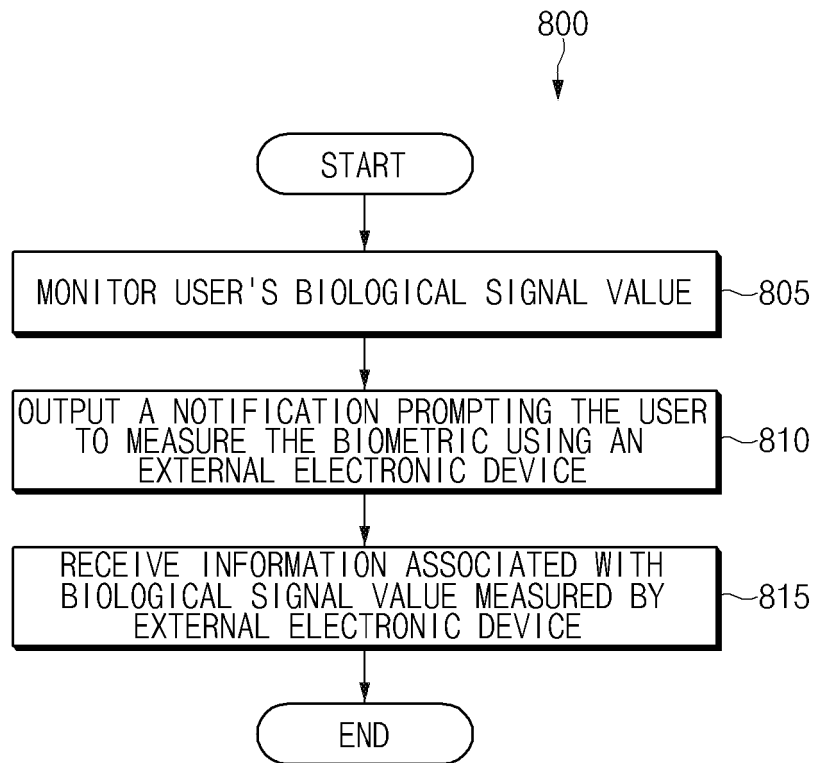 800
START
MONITOR USER'S BIOLOGICAL SIGNAL VALUE
805
OUTPUT A NOTIFICATION PROMPTING THE USER
TO MEASURE THE BIOMETRIC USING AN
EXTERNAL ELECTRONIC DEVICE
810
RECEIVE INFORMATION ASSOCIATED WITH
BIOLOGICAL SIGNAL VALUE MEASURED BY
EXTERNAL ELECTRONIC DEVICE
815
END